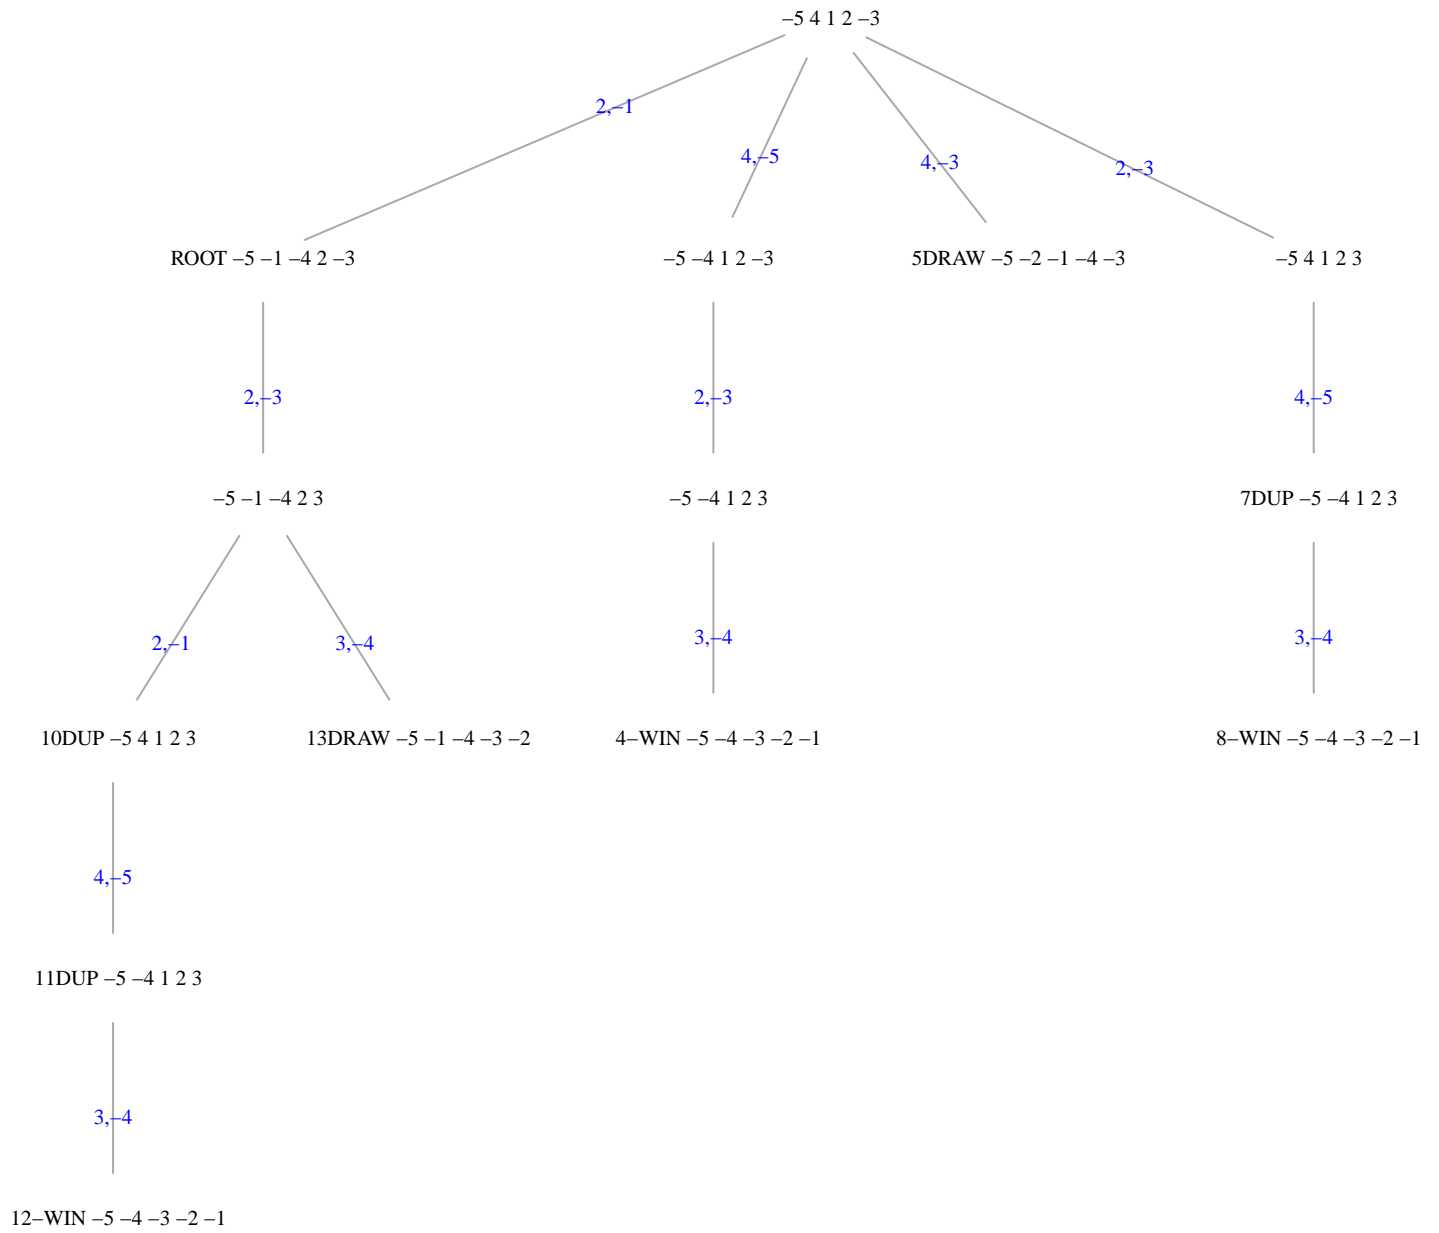 –5 4 1 2 –3
2,–1
4,–5
4,–3
2,–3
ROOT –5 –1 –4 2 –3
–5 –4 1 2 –3
5DRAW –5 –2 –1 –4 –3
–5 4 1 2 3
2,–3
2,–3
4,–5
–5 –1 –4 2 3
–5 –4 1 2 3
7DUP –5 –4 1 2 3
2,–1
3,–4
3,–4
3,–4
10DUP –5 4 1 2 3
13DRAW –5 –1 –4 –3 –2
4–WIN –5 –4 –3 –2 –1
8–WIN –5 –4 –3 –2 –1
4,–5
11DUP –5 –4 1 2 3
3,–4
12–WIN –5 –4 –3 –2 –1